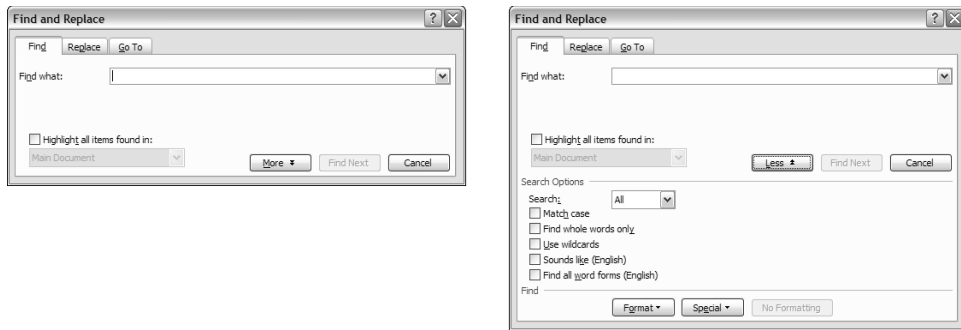 Find and Replace
Find Replace Go To
Find what:
Highlight all items found in:
Main Document
More Find Next Cancel
Find and Replace
Find Replace Go To
Find what:
Highlight all items found in:
Main Document
Less Find Next Cancel
Search Options
Search: All
Match case
Find whole words only
Use wildcards
Sounds like (English)
Find all word forms (English)
Find
Format Special No Formatting